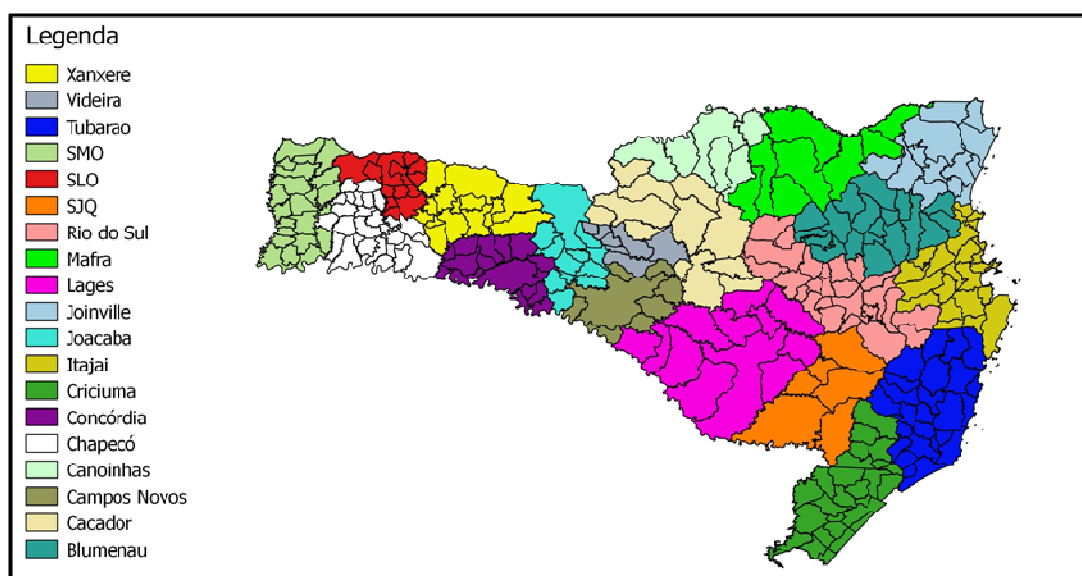 Legenda
Xanxere
Videira
Tubarao
SMO
SLO
SJQ
Rio do Sul
Mafra
Lages
Joinville
Joacaba
Itajai
Criciuma
Concórdia
Chapecó
Canoinhas
Campos Novos
Cacador
Blumenau